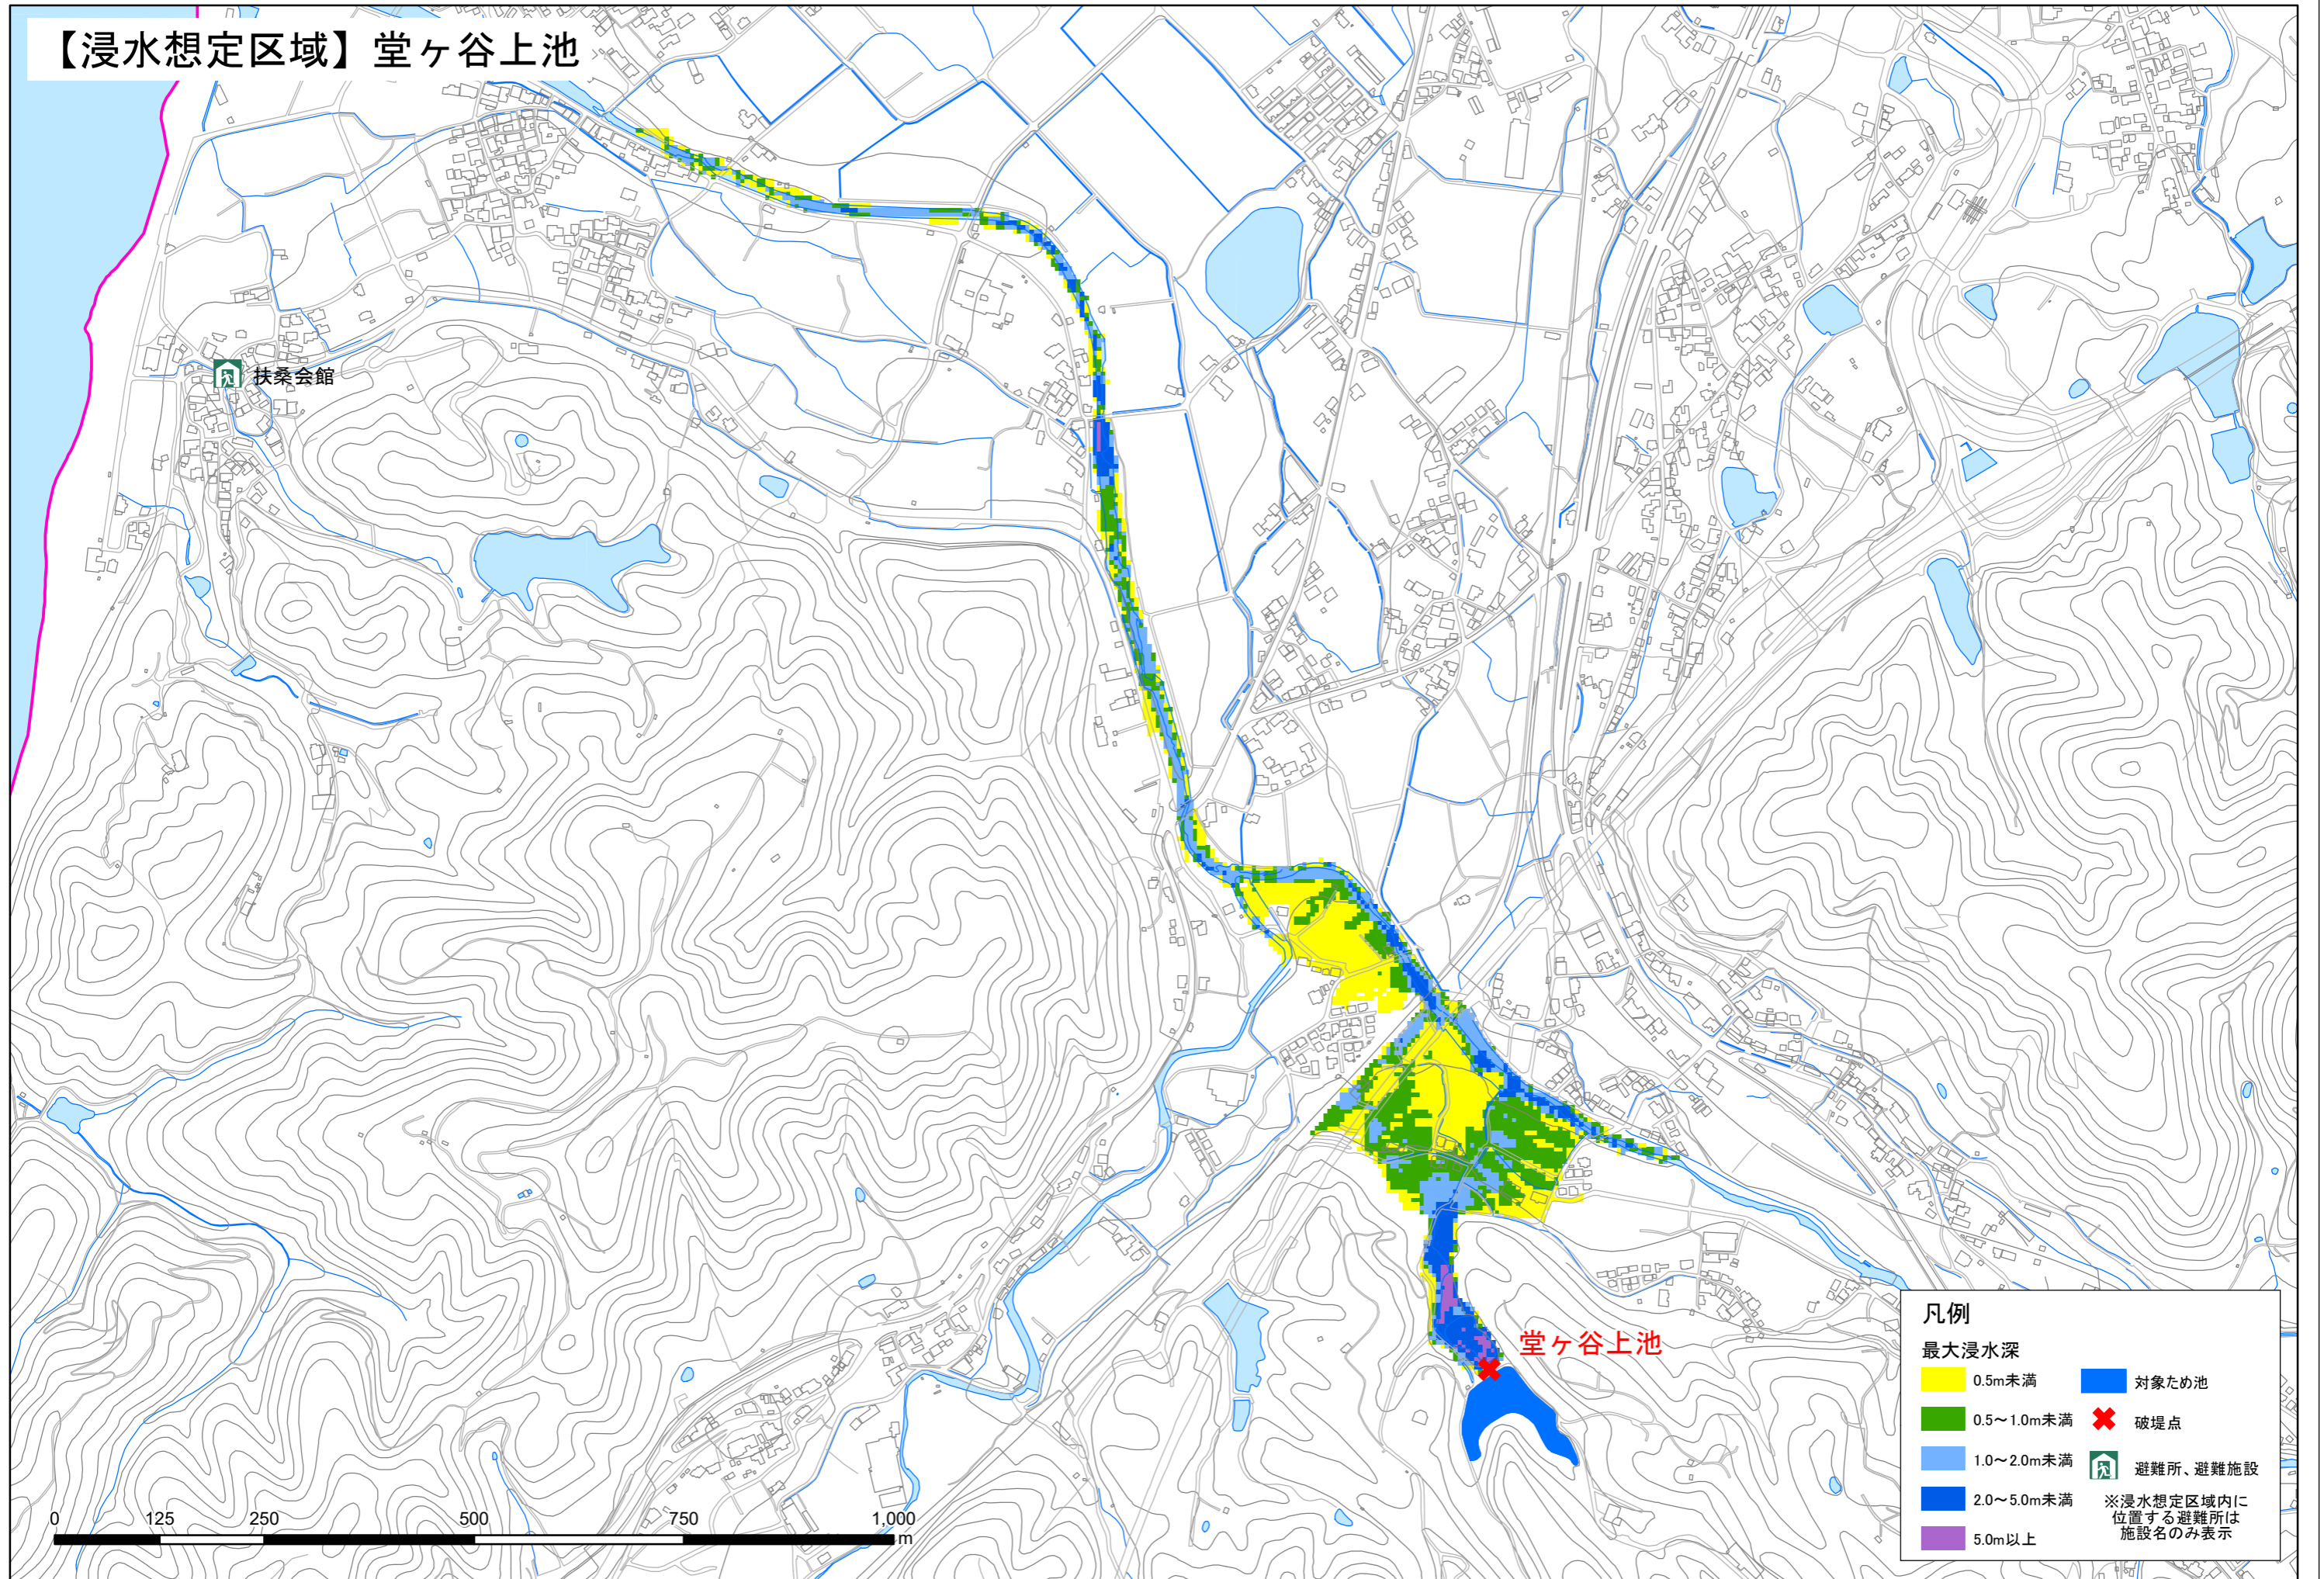 【浸水想定区域】堂ヶ谷上池
扶桑会館
堂ヶ谷上池
凡例
最大浸水深
0.5m未満
対象ため池
0.5～1.0m未満
破堤点
1.0～2.0m未満
避難所、避難施設
2.0～5.0m未満
※浸水想定区域内に
位置する避難所は
施設名のみ表示
5.0m以上
0 125 250 500 750 1,000
m